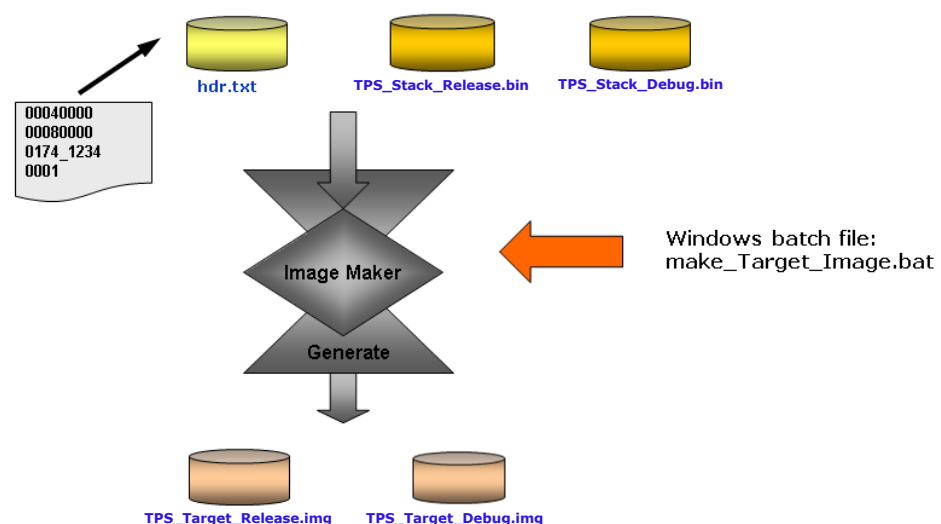 hdr.txt
TPS_Stack_Release.bin
TPS_Stack_Debug.bin
00040000
00080000
0174_1234
0001
Image Maker
Generate
Windows batch file:
make_Target_Image.bat
TPS_Target_Release.img
TPS_Target_Debug.img